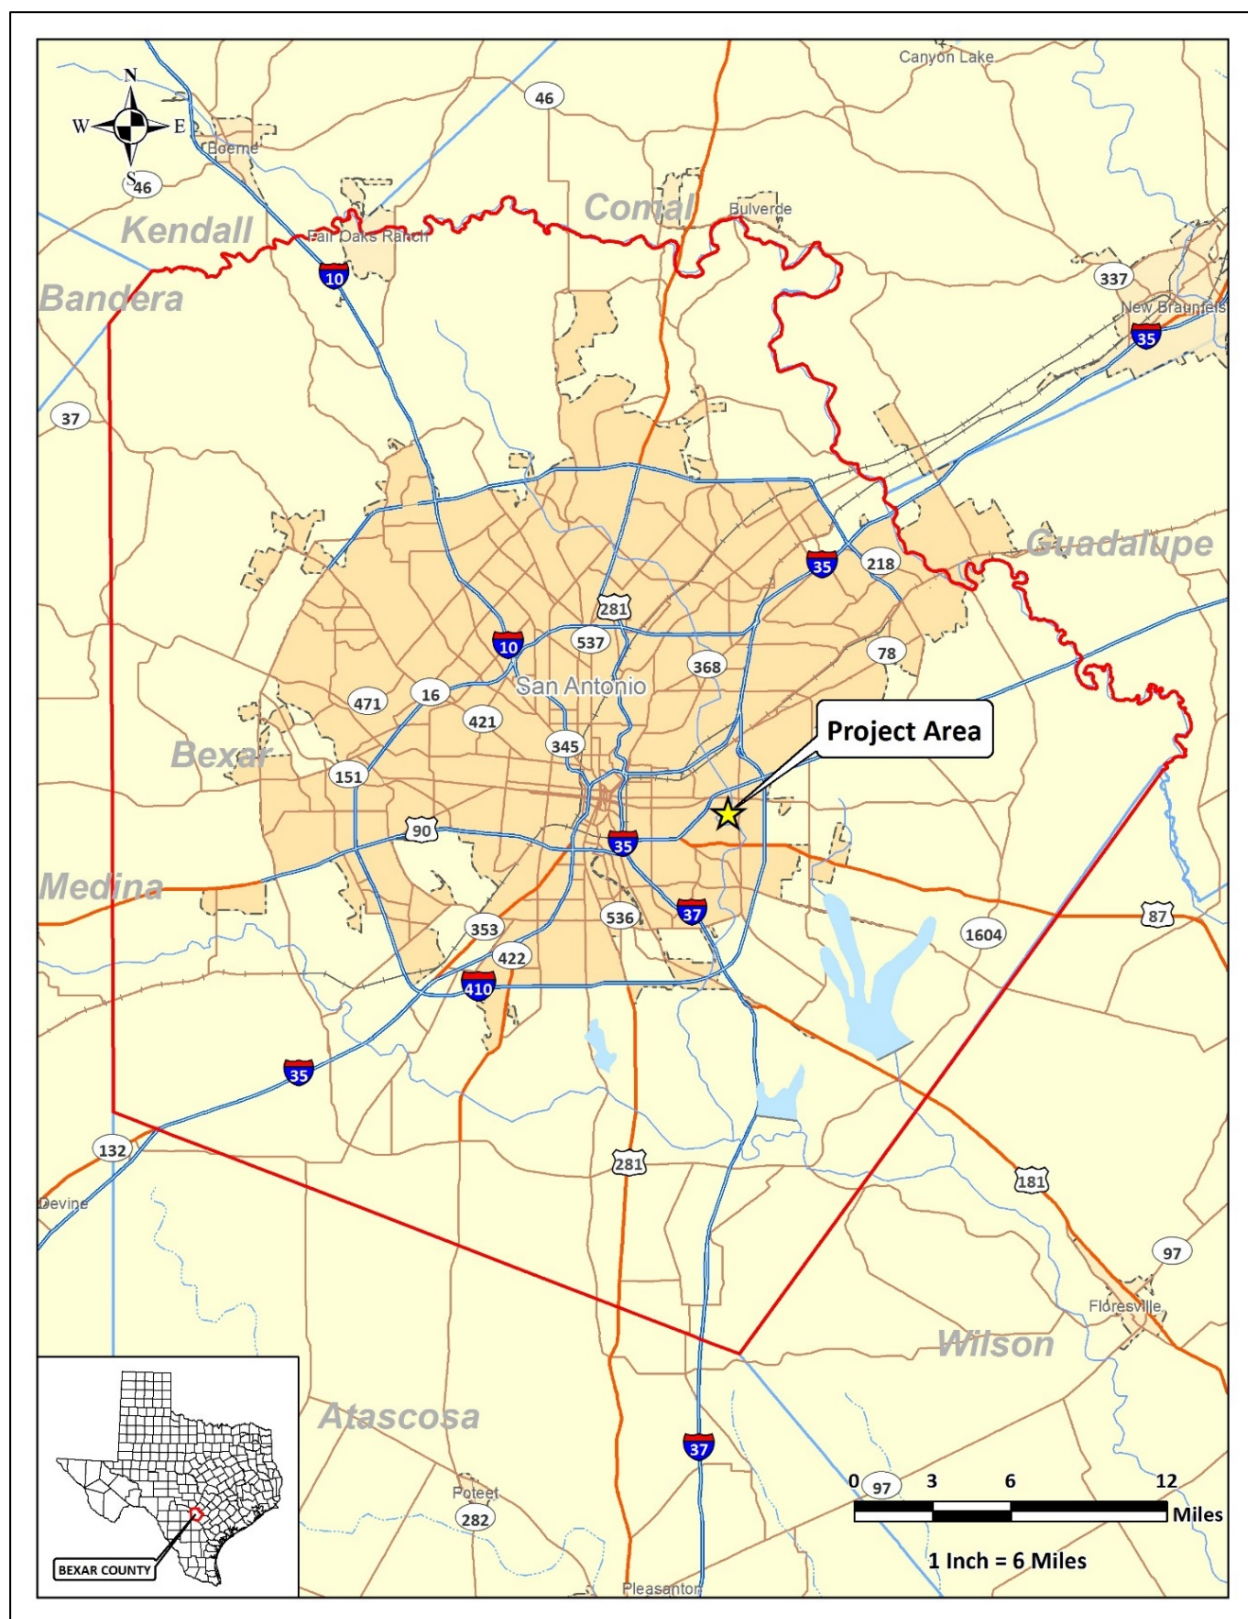 Canyon Lake
N
46
W
E
Boerne
S
46
Comal
Bulverde
Kendall
Fair Oaks Ranch
10
337
Bandera
New Braunfels
35
37
Guadalupe
35
218
281
10
537
78
368
San Antonio
16
471
421
Project Area
345
Bexar
151
90
35
Medina
37
536
87
353
1604
422
410
35
132
281
181
Devine
97
Floresville
Wilson
Atascosa
37
0
3
6
12
97
Poteet
282
Miles
1 Inch = 6 Miles
BEXAR COUNTY
Pleasanton